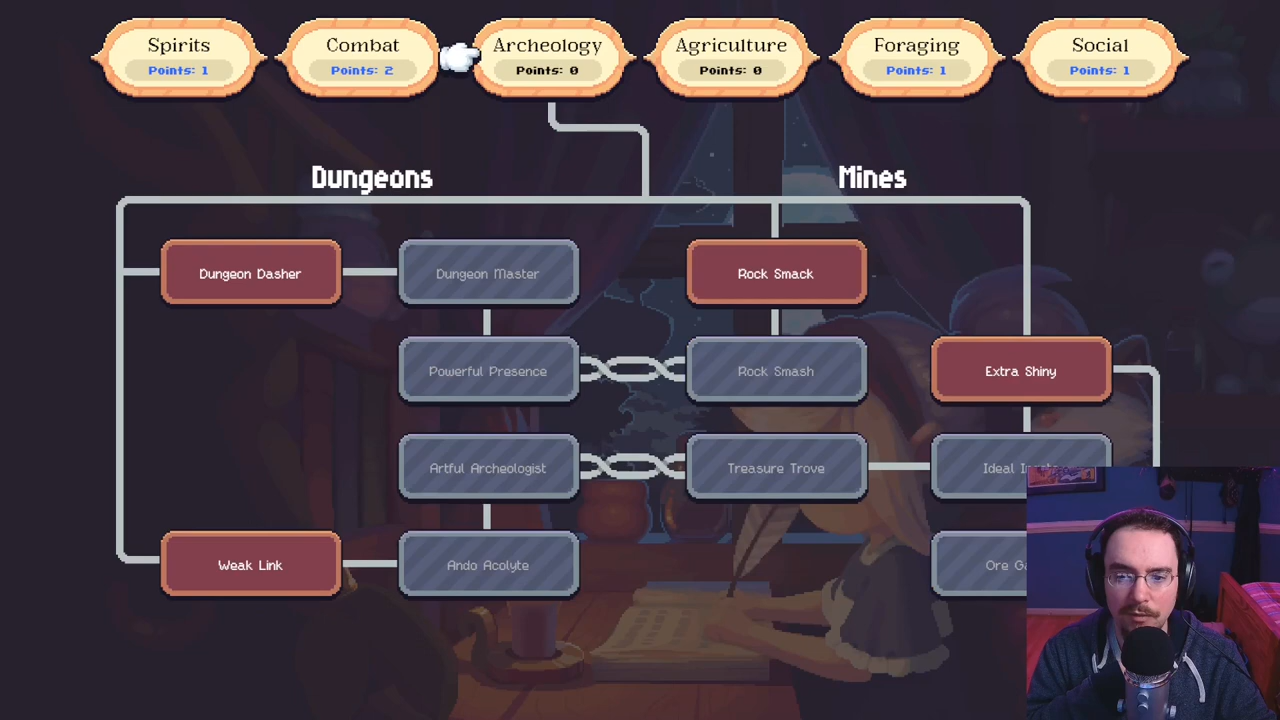 Spirits
Points: 1
Combat
Points: 2
Archeology
Points: 0
Agriculture
Points: 0
Foraging
Points: 1
Social
Points: 1
Dungeons
Mines
Dungeon Dasher
Dungeon Master
Rock Smack
Powerful Presence
Rock Smash
Extra Shiny
Artful Archeologist
Treasure Trove
Ideal
Weak Link
Ando Acolyte
Ore